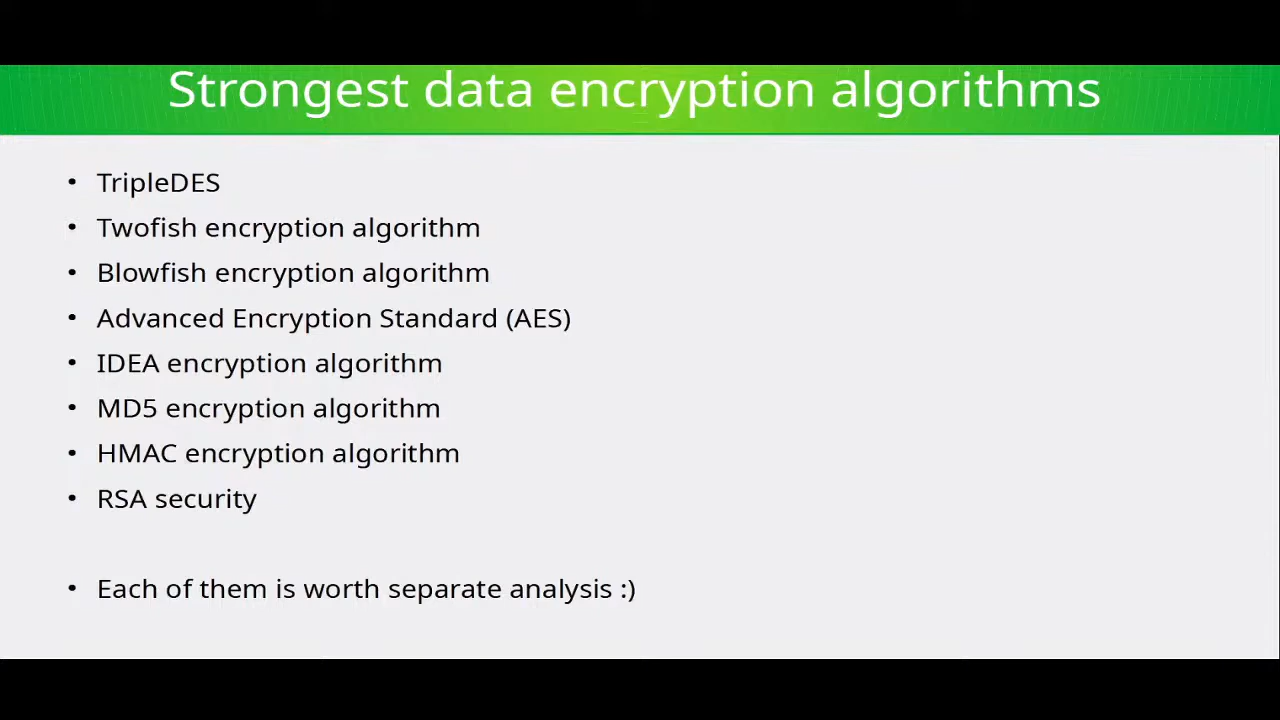 Strongest data encryption algorithms
• TripleDES
• Twofish encryption algorithm
• Blowfish encryption algorithm
• Advanced Encryption Standard (AES)
• IDEA encryption algorithm
• MD5 encryption algorithm
• HMAC encryption algorithm
• RSA security
• Each of them is worth separate analysis :)